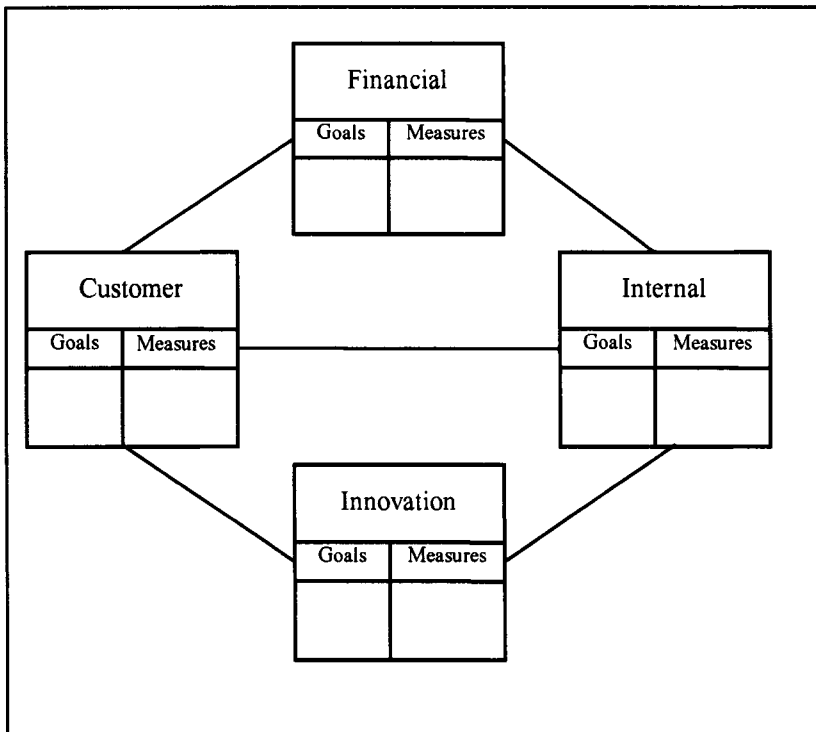 Financial
Goals Measures
Customer
Goals Measures
Internal
Goals Measures
Innovation
Goals Measures